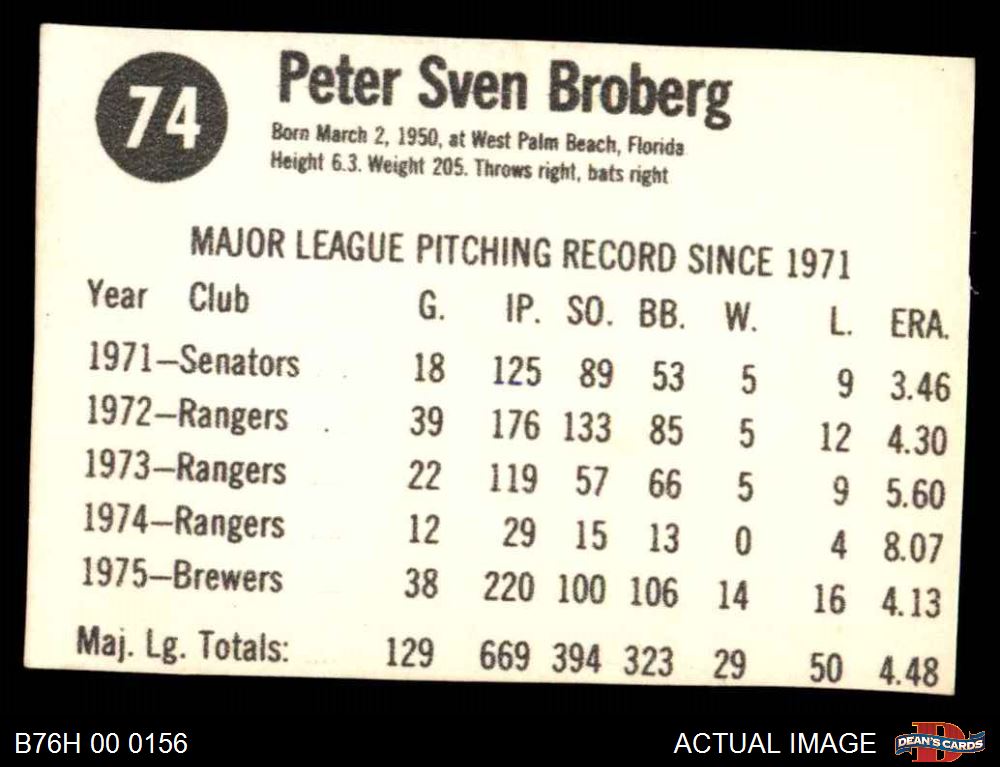 74
Peter Sven Broberg
Born March 2, 1950, at West Palm Beach, Florida
Height 6.3. Weight 205. Throws right, bats right
MAJOR LEAGUE PITCHING RECORD SINCE 1971
Year Club G. IP. SO. BB. W. L. ERA.
1971—Senators 18 125 89 53 5 9 3.46
1972—Rangers 39 176 133 85 5 12 4.30
1973—Rangers 22 119 57 66 5 9 5.60
1974—Rangers 12 29 15 13 0 4 8.07
1975—Brewers 38 220 100 106 14 16 4.13
Maj. Lg. Totals: 129 669 394 323 29 50 4.48
B76H 00 0156 ACTUAL IMAGE D DEAN'S CARDS